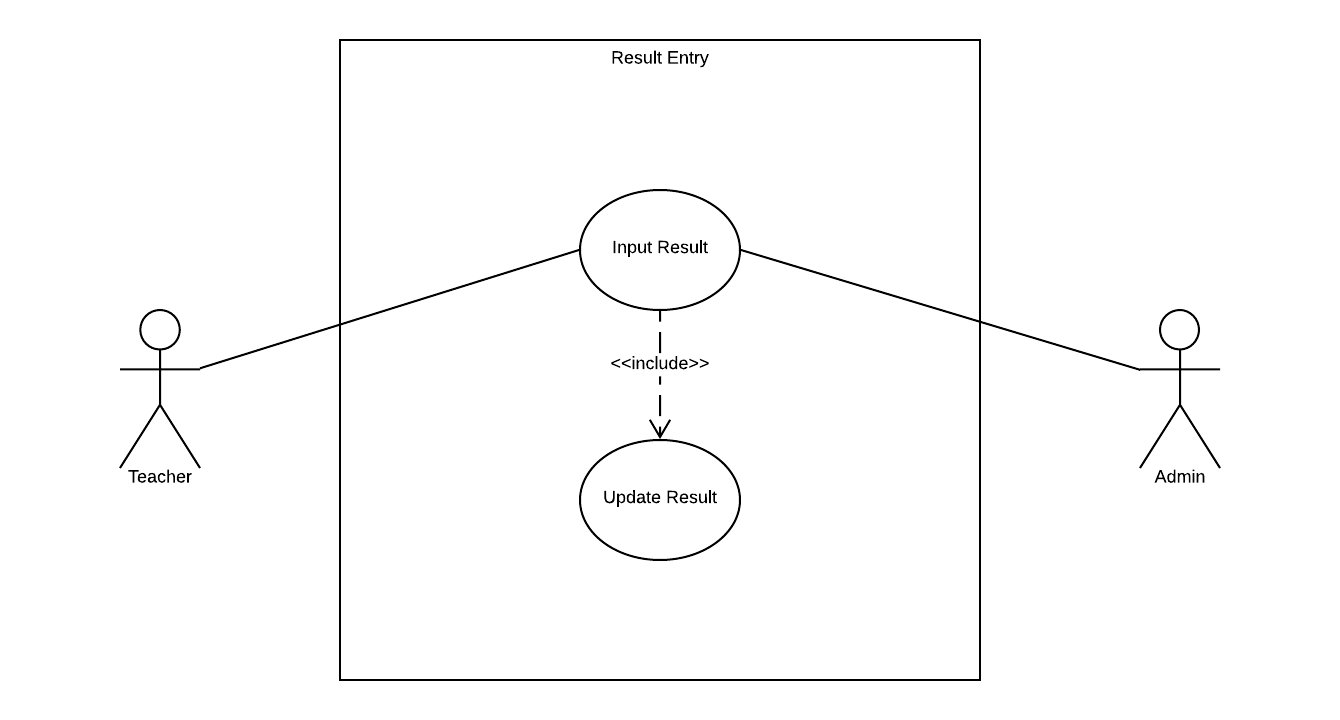 Result Entry
Input Result
<<include>>
Update Result
Teacher
Admin